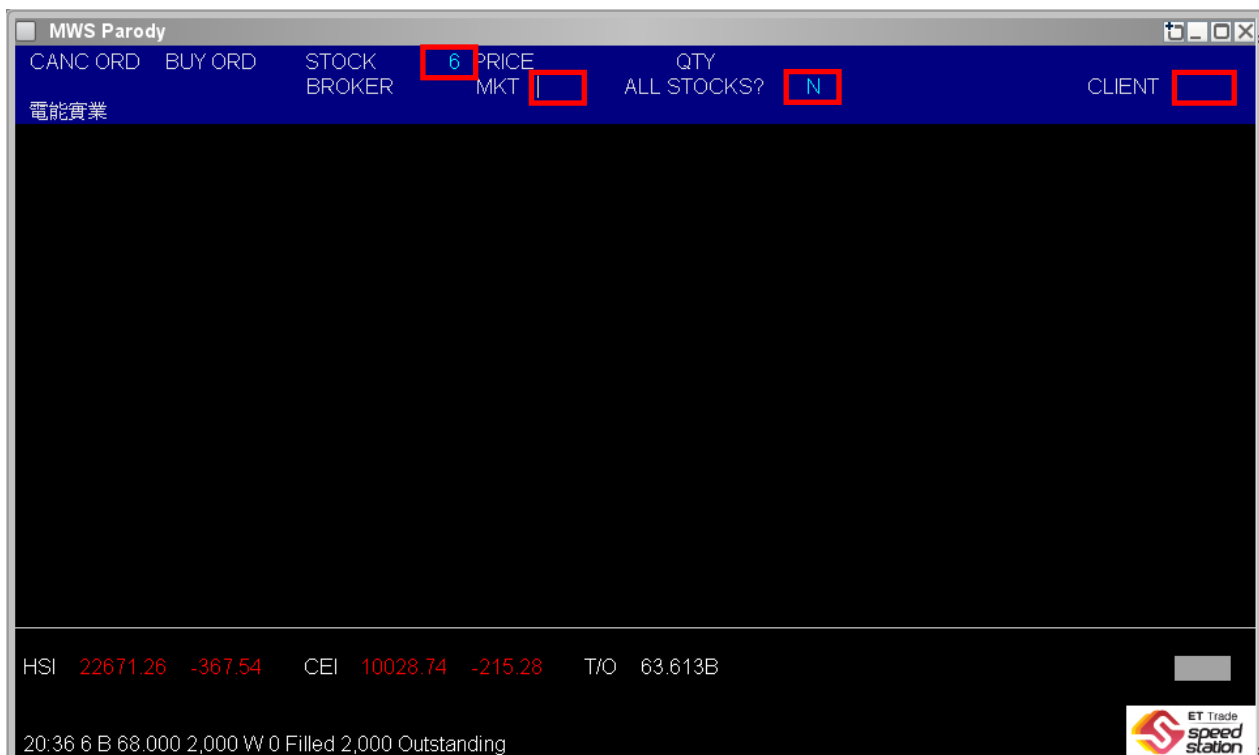 MWS Parody
CANC ORD BUY ORD STOCK 6 PRICE QTY
BROKER MKT ALL STOCKS? N CLIENT
電能實業
HSI 22671.26 -367.54 CEI 10028.74 -215.28 T/O 63.613B
20:36 6 B 68.000 2,000 W 0 Filled 2,000 Outstanding
ET Trade
speed
station